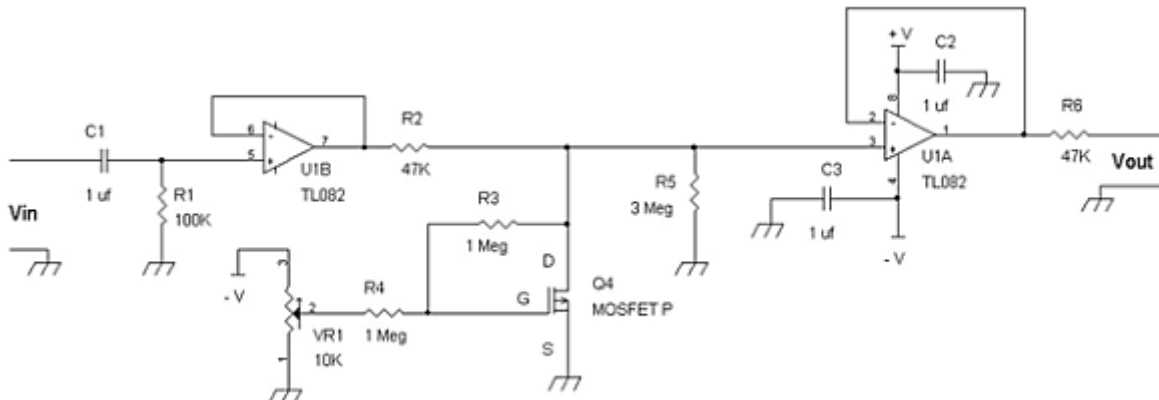 + V
C2
8
1 uf
C1
6
7
R2
2
1
R6
5
3
1 uf
R1
U1B
47K
U1A
47K
Vout
100K
TL082
R3
R5
4
TL082
Vin
3 Meg
C3
1 Meg
1 uf
- V
3
D
- V
R4
Q4
G
2
MOSFET P
VR1
1 Meg
S
1
10K